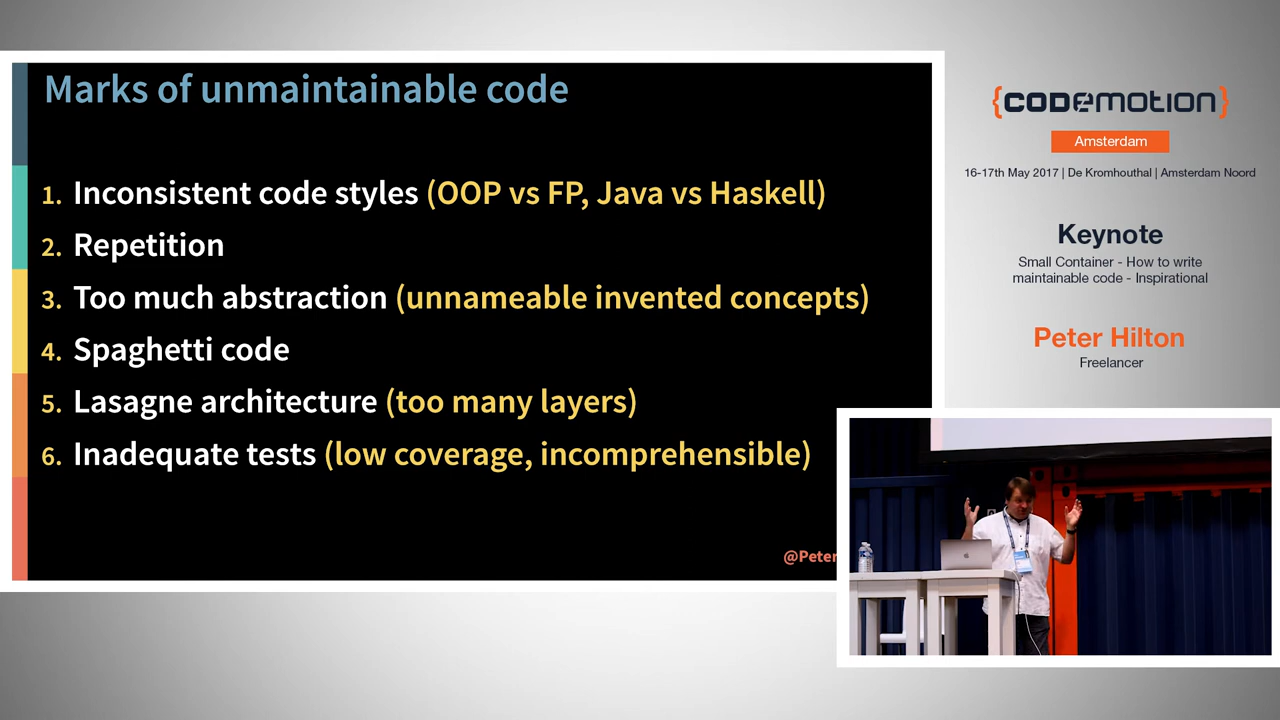 Marks of unmaintainable code
1. Inconsistent code styles (OOP vs FP, Java vs Haskell)
2. Repetition
3. Too much abstraction (unnameable invented concepts)
4. Spaghetti code
5. Lasagne architecture (too many layers)
6. Inadequate tests (low coverage, incomprehensible)
@Peter
{CODEMOTION}
Amsterdam
16-17th May 2017 | De Kromhouthal | Amsterdam Noord
Keynote
Small Container - How to write
maintainable code - Inspirational
Peter Hilton
Freelancer